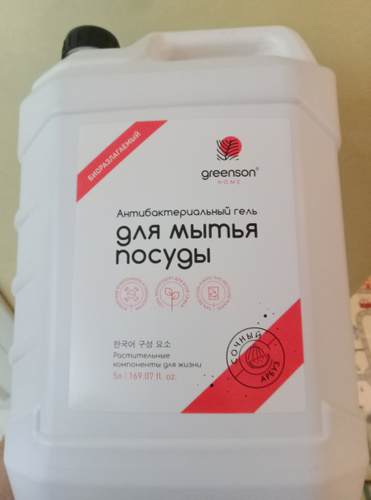 БИОРАЗЛАГАЕМЫЙ
greenson®
HOME
Антибактериальный гель
для мытья
посуды
한국어 구성 요소
Растительные
компоненты для жизни
5л | 169.07 fl. oz.
СОЧНЫЙ
АРБУЗ